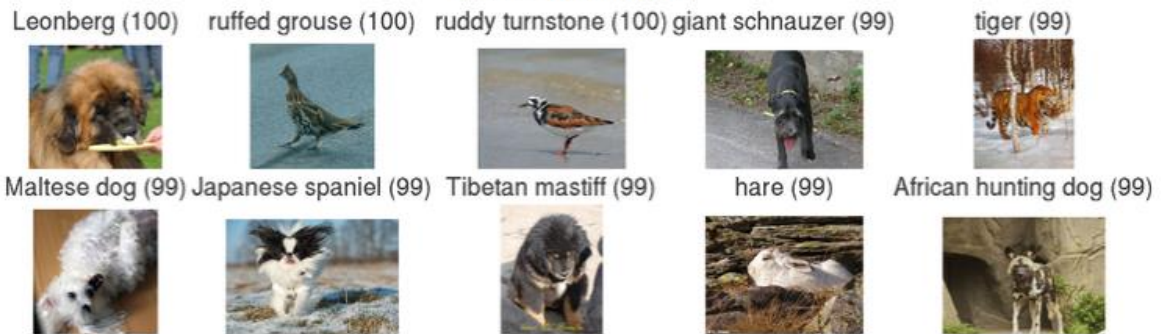 Leonberg (100) ruffed grouse (100) ruddy turnstone (100) giant schnauzer (99) tiger (99)
Maltese dog (99) Japanese spaniel (99) Tibetan mastiff (99) hare (99) African hunting dog (99)